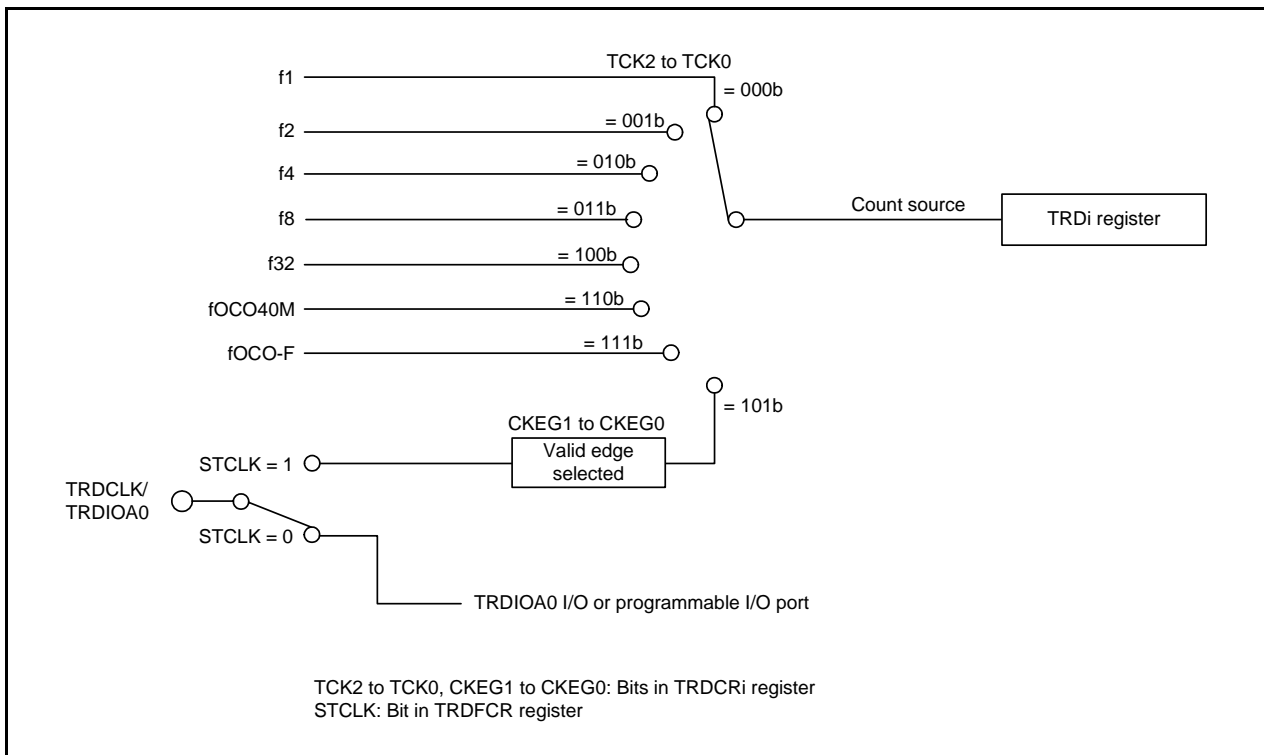 TCK2 to TCK0
f1
= 000b
f2
= 001b
f4
= 010b
f8
= 011b
Count source
TRDi register
f32
= 100b
fOCO40M
= 110b
fOCO-F
= 111b
= 101b
CKEG1 to CKEG0
Valid edge
selected
STCLK = 1
TRDCLK/
TRDIOA0
STCLK = 0
TRDIOA0 I/O or programmable I/O port
TCK2 to TCK0, CKEG1 to CKEG0: Bits in TRDCRi register
STCLK: Bit in TRDFCR register